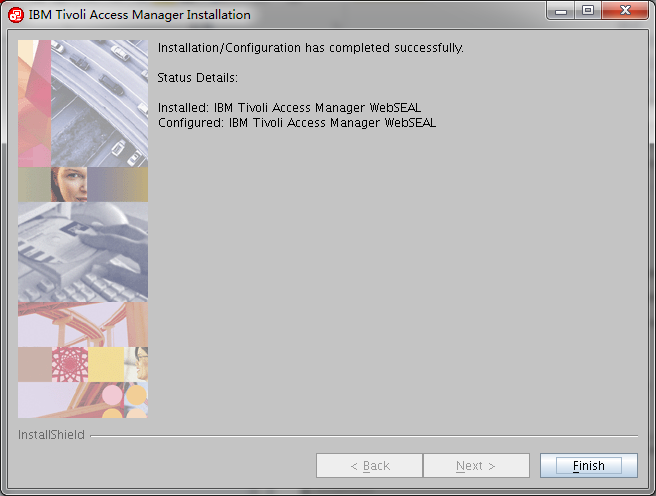 IBM Tivoli Access Manager Installation
Installation/Configuration has completed successfully.
Status Details:
Installed: IBM Tivoli Access Manager WebSEAL
Configured: IBM Tivoli Access Manager WebSEAL
InstallShield
< Back
Next >
Finish